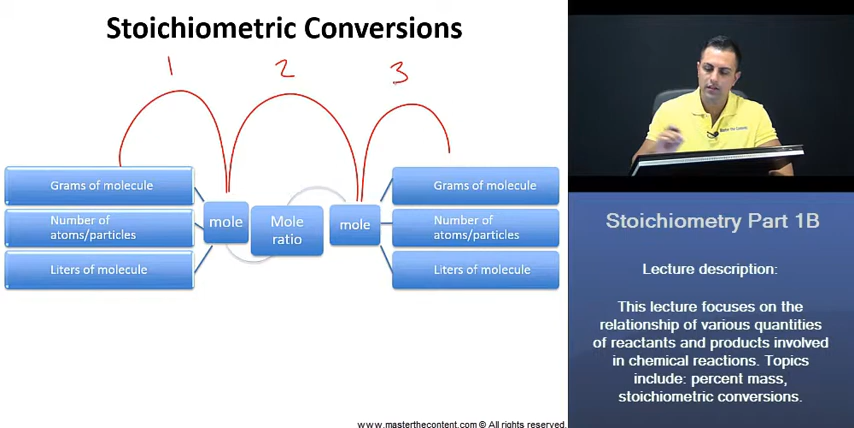 Stoichiometric Conversions
1 2 3
Grams of molecule
Number of
atoms/particles
Liters of molecule
mole
Mole
ratio
mole
Grams of molecule
Number of
atoms/particles
Liters of molecule
www.masterthecontent.com © All rights reserved.
Master the Content
Stoichiometry Part 1B
Lecture description:
This lecture focuses on the
relationship of various quantities
of reactants and products involved
in chemical reactions. Topics
include: percent mass,
stoichiometric conversions.